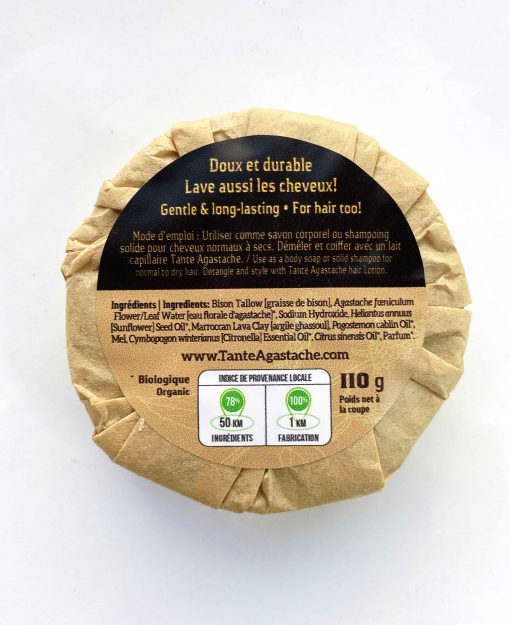 Doux et durable
Lave aussi les cheveux!
Gentle & long-lasting • For hair too!
Mode d'emploi : Utiliser comme savon corporel ou shampoing
solide pour cheveux normaux à secs. Démêler et coiffer avec un lait
capillaire Tante Agastache. / Use as a body soap or solid shampoo for
normal to dry hair. Detangle and style with Tante Agastache hair Lotion.
Ingrédients | Ingredients: Bison Tallow [graisse de bison], Agastache fœniculum
Flower/Leaf Water [eau florale d'agastache]*, Sodium Hydroxide, Helianthus annuus
[Sunflower] Seed Oil*, Marroccan Lava Clay [argile ghassoul], Pogostemon cablin Oil*,
Mel, Cymbopogon winterianus [Citronella] Essential Oil*, Citrus sinensis Oil*, Parfum*.
www.TanteAgastache.com
* Biologique
Organic
INDICE DE PROVENANCE LOCALE
78%
50 KM
INGRÉDIENTS
100%
1 KM
FABRICATION
110 g
Poids net à
la coupe